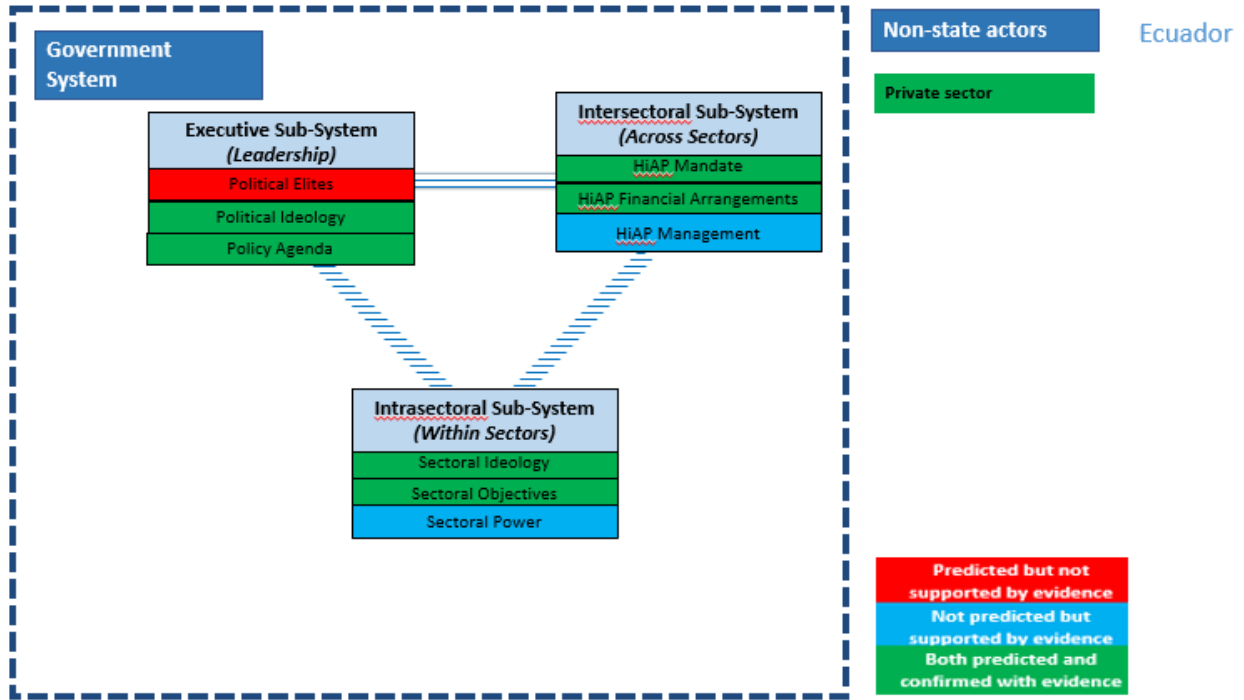 Government
System
Executive Sub-System
(Leadership)
Political Elites
Political Ideology
Policy Agenda
Intersectoral Sub-System
(Across Sectors)
HiAP Mandate
HiAP Financial Arrangements
HiAP Management
Intrasectoral Sub-System
(Within Sectors)
Sectoral Ideology
Sectoral Objectives
Sectoral Power
Non-state actors
Ecuador
Private sector
Predicted but not
supported by evidence
Not predicted but
supported by evidence
Both predicted and
confirmed with evidence